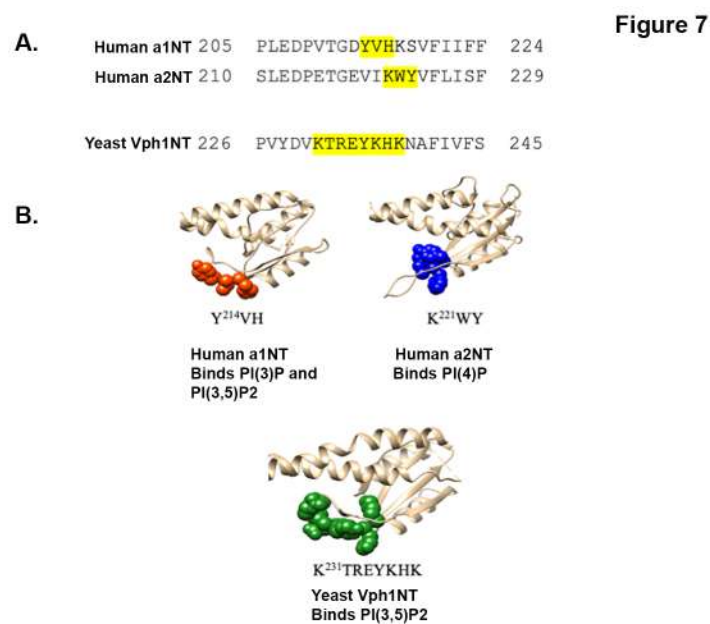 Figure 7
A.
Human a1NT 205 PLEDPVTGDYVHKSVFIIFF 224
Human a2NT 210 SLEDPETGEVIKWYVFLISF 229
Yeast Vph1NT 226 PVYDVKTREYKHKNAFIVFS 245
B.
Y²¹⁴VH
Human a1NT
Binds PI(3)P and
PI(3,5)P2
K²²¹WY
Human a2NT
Binds PI(4)P
K²³¹TREYKHK
Yeast Vph1NT
Binds PI(3,5)P2